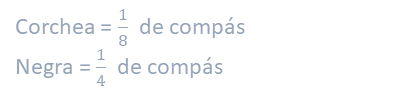 Corchea = 1/8 de compás
Negra = 1/4 de compás